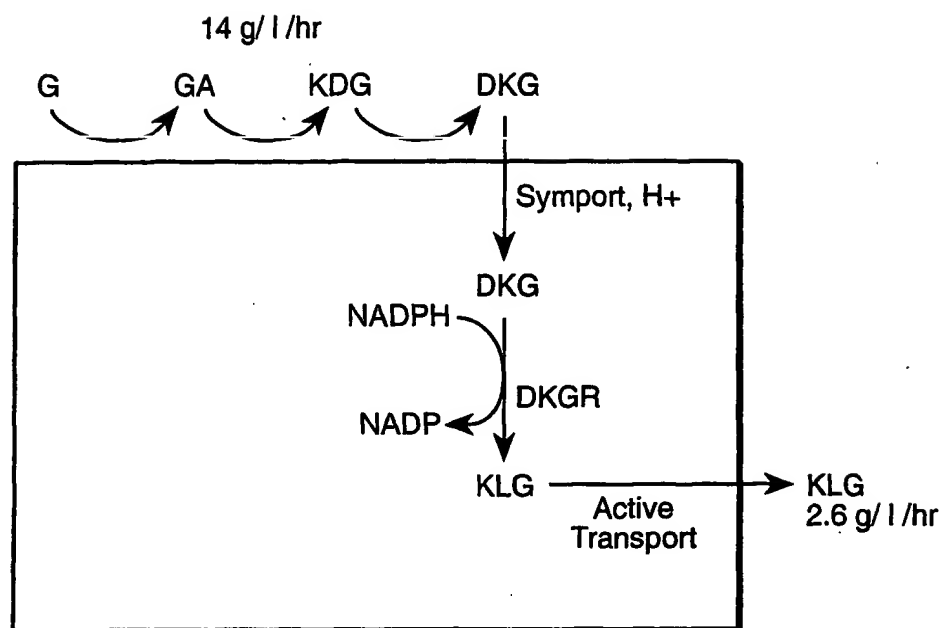 14 g/ l /hr
G GA KDG DKG
Symport, H+
DKG
NADPH
DKGR
NADP
KLG
Active
Transport
KLG
2.6 g/ l /hr